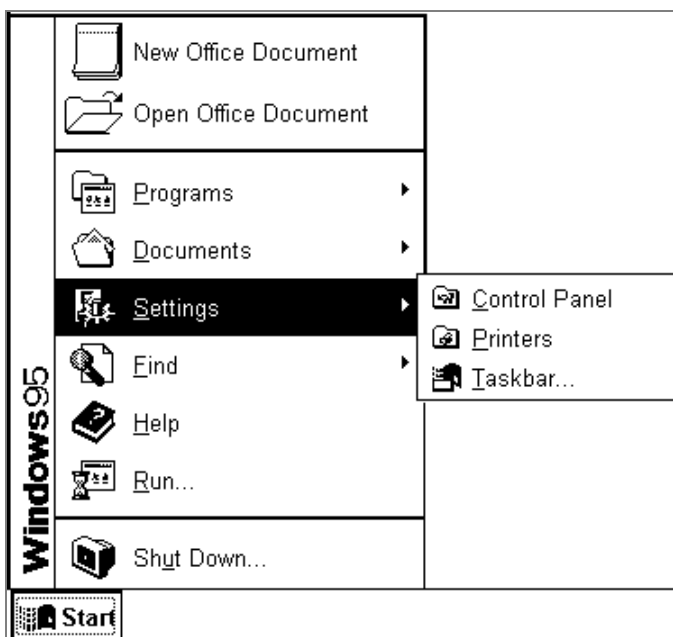 New Office Document
Open Office Document
Programs
Documents
Settings
Control Panel
Printers
Taskbar...
Find
Help
Run...
Shut Down...
Windows95
Start